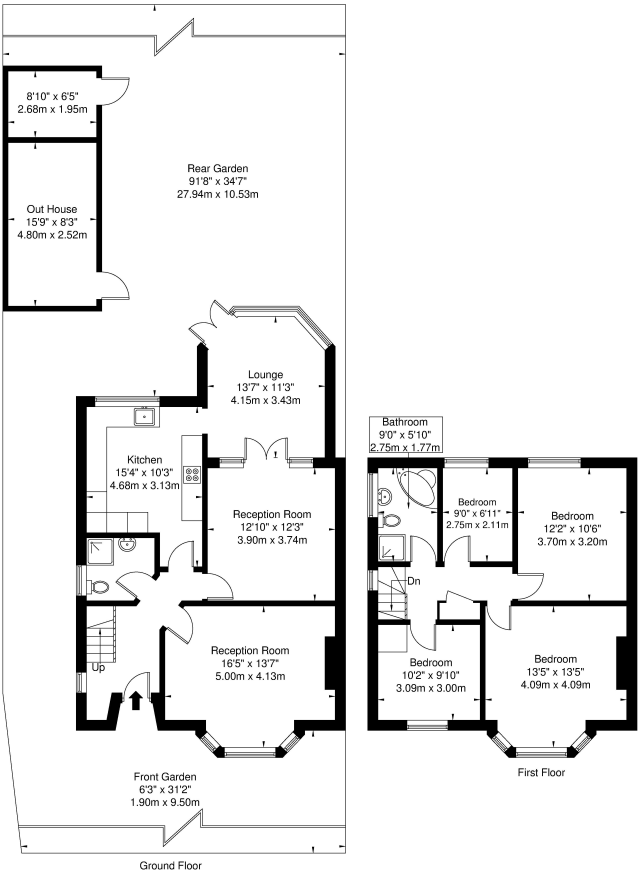 8'10" x 6'5"
2.68m x 1.95m
Rear Garden
91'8" x 34'7"
27.94m x 10.53m
Out House
15'9" x 8'3"
4.80m x 2.52m
Lounge
13'7" x 11'3"
4.15m x 3.43m
Kitchen
15'4" x 10'3"
4.68m x 3.13m
Reception Room
12'10" x 12'3"
3.90m x 3.74m
Up
Reception Room
16'5" x 13'7"
5.00m x 4.13m
Front Garden
6'3" x 31'2"
1.90m x 9.50m
Ground Floor
Bathroom
9'0" x 5'10"
2.75m x 1.77m
Bedroom
9'0" x 6'11"
2.75m x 2.11m
Bedroom
12'2" x 10'6"
3.70m x 3.20m
Dn
Bedroom
10'2" x 9'10"
3.09m x 3.00m
Bedroom
13'5" x 13'5"
4.09m x 4.09m
First Floor